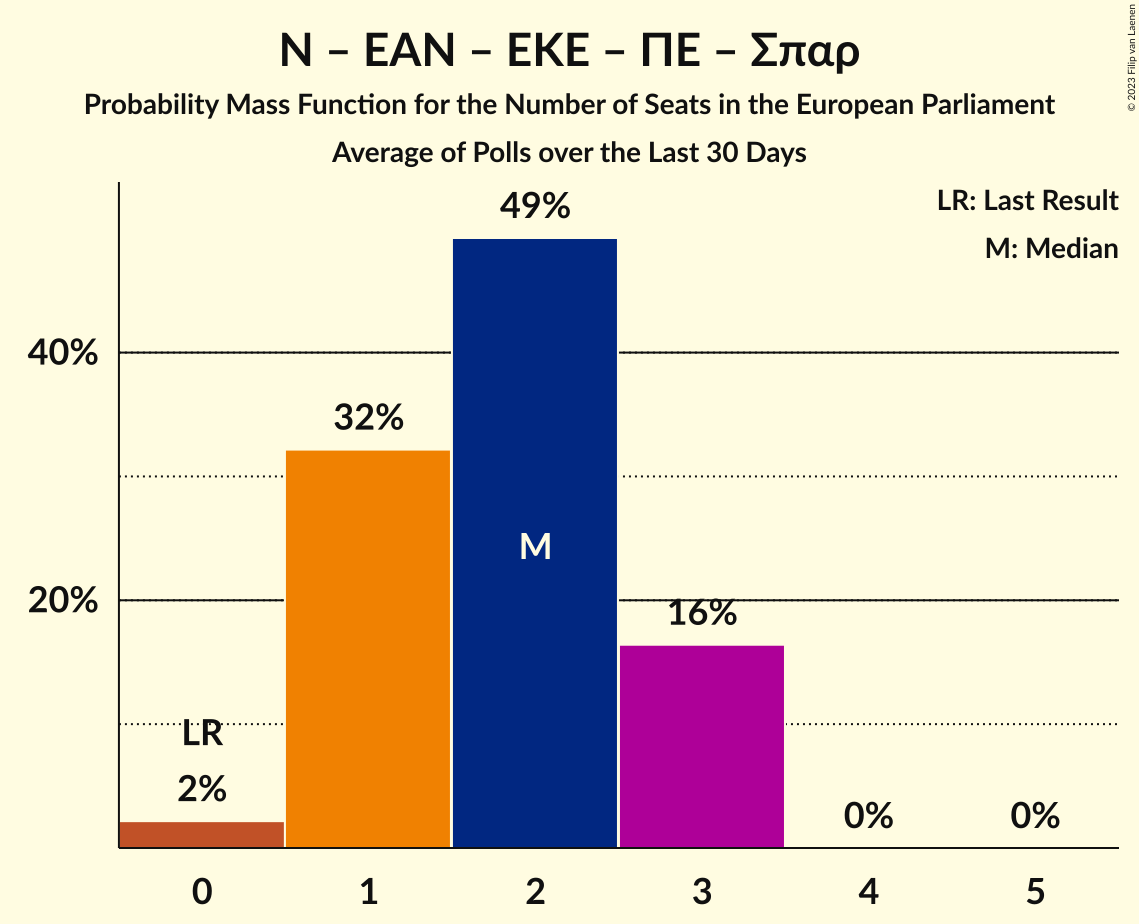 Ν – ΕΑΝ – ΕΚΕ – ΠΕ – Σπαρ
Probability Mass Function for the Number of Seats in the European Parliament
Average of Polls over the Last 30 Days
© 2023 Filip van Laenen
LR: Last Result
M: Median
49%
40%
32%
M
20%
16%
LR
2%
0%
0%
0 1 2 3 4 5